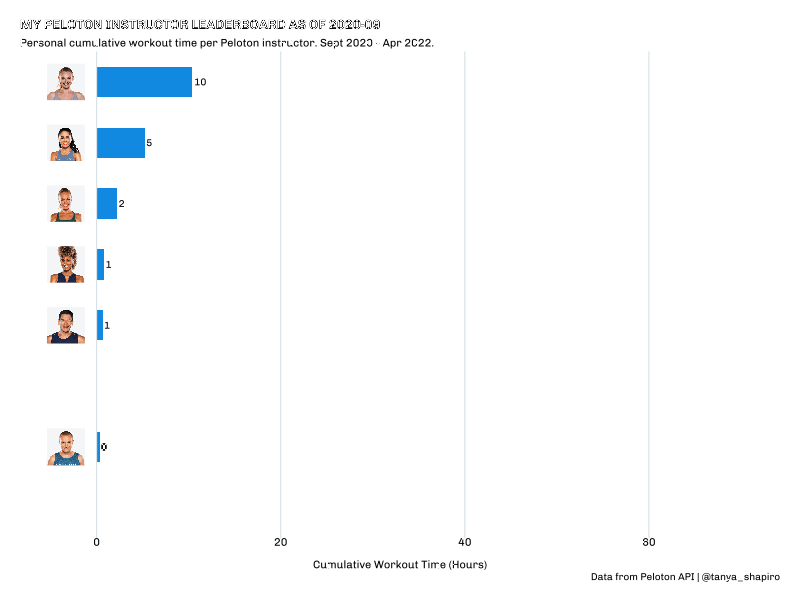 MY PELOTON INSTRUCTOR LEADERBOARD AS OF 2020-09
Personal cumulative workout time per Peloton instructor. Sept 2020 - Apr 2022.
10
5
2
1
1
0
0 20 40 60
Cumulative Workout Time (Hours)
Data from Peloton API | @tanya_shapiro